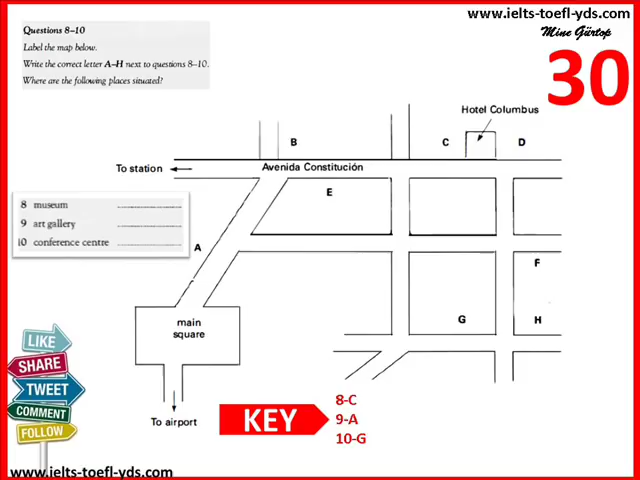 www.ielts-toefl-yds.com
Mine Gürtop
30
Questions 8–10
Label the map below.
Write the correct letter A–H next to questions 8–10.
Where are the following places situated?
Hotel Columbus
B
C
D
To station
Avenida Constitución
E
8 museum
9 art gallery
10 conference centre
A
F
G
H
main
square
To airport
LIKE
SHARE
TWEET
COMMENT
FOLLOW
KEY
8-C
9-A
10-G
www.ielts-toefl-yds.com